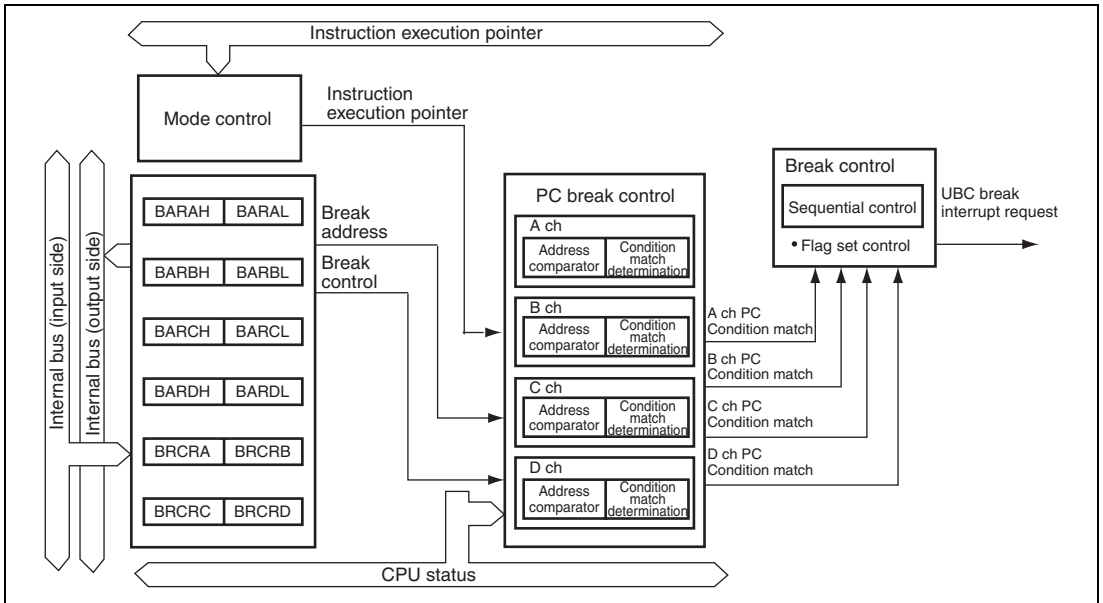 Instruction execution pointer
Mode control
Instruction
execution pointer
Internal bus (input side)
Internal bus (output side)
BARAH BARAL
BARBH BARBL
BARCH BARCL
BARDH BARDL
BRCRA BRCRB
BRCRC BRCRD
Break
address
Break
control
PC break control
A ch
Address
comparator
Condition
match
determination
B ch
Address
comparator
Condition
match
determination
C ch
Address
comparator
Condition
match
determination
D ch
Address
comparator
Condition
match
determination
A ch PC
Condition match
B ch PC
Condition match
C ch PC
Condition match
D ch PC
Condition match
Break control
Sequential control
• Flag set control
UBC break
interrupt request
CPU status